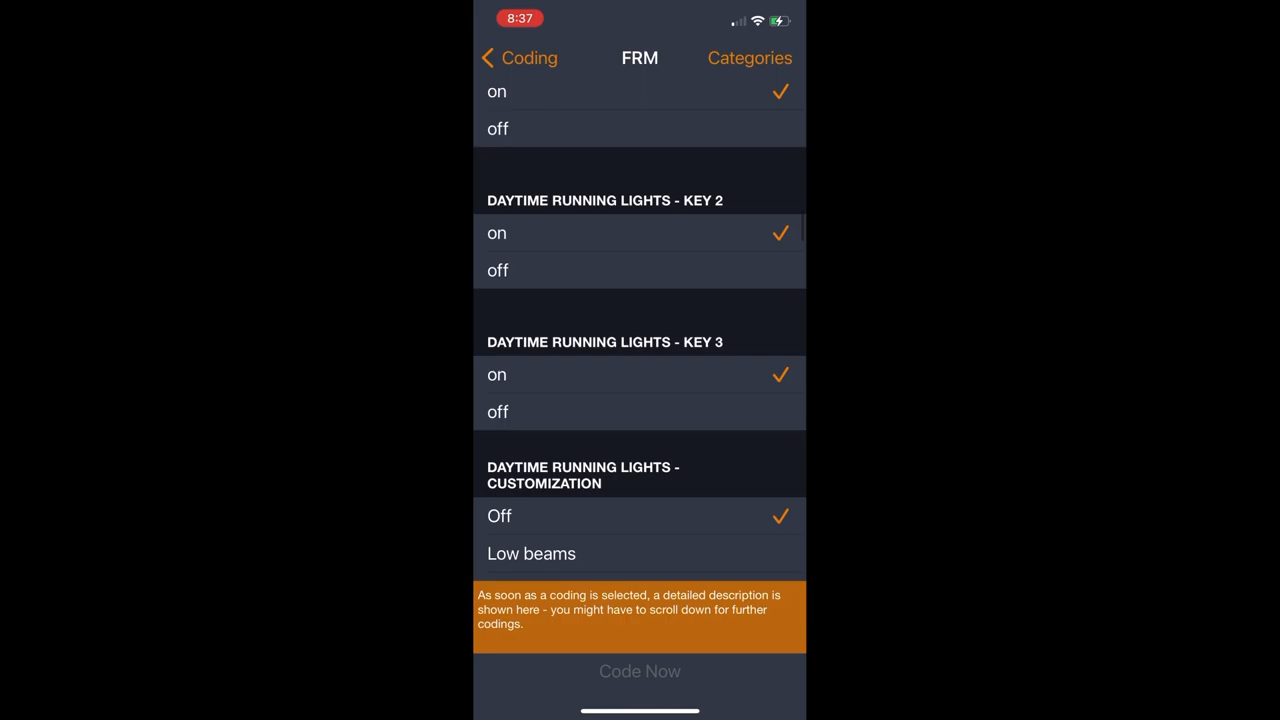 8:37
Coding FRM Categories
on
off
DAYTIME RUNNING LIGHTS - KEY 2
on
off
DAYTIME RUNNING LIGHTS - KEY 3
on
off
DAYTIME RUNNING LIGHTS -
CUSTOMIZATION
Off
Low beams
As soon as a coding is selected, a detailed description is
shown here - you might have to scroll down for further
codings.
Code Now